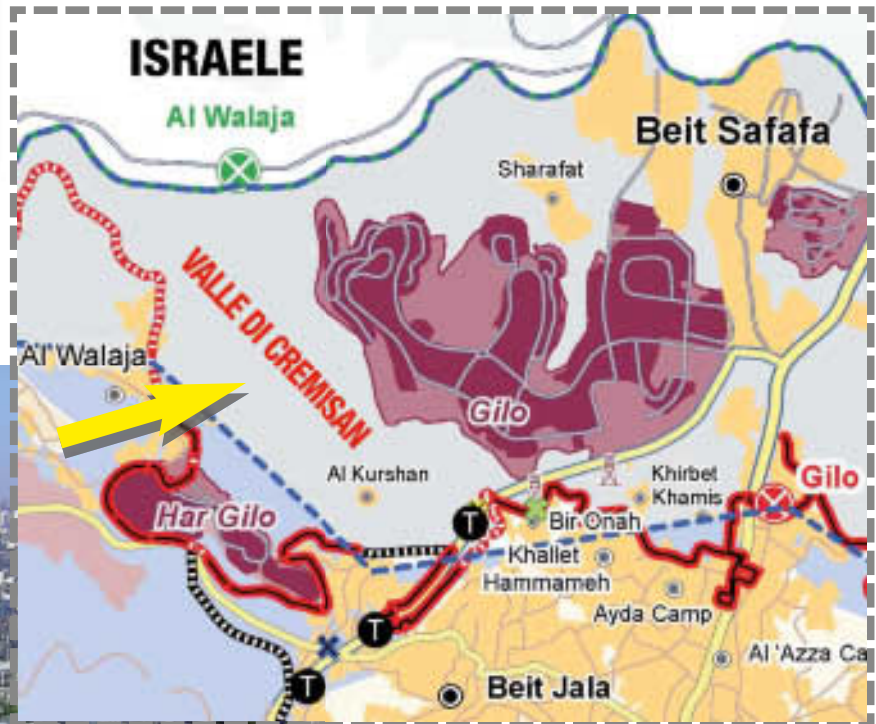 ISRAELE
Al Walaja
Beit Safafa
Sharafat
VALLE DI CREMISAN
Al Walaja
Gilo
Al Kurshan
Khirbet
Khamis
Gilo
Har Gilo
T
Bir Onah
Khallet
Hammameh
Ayda Camp
T
Al 'Azza Ca
T
Beit Jala